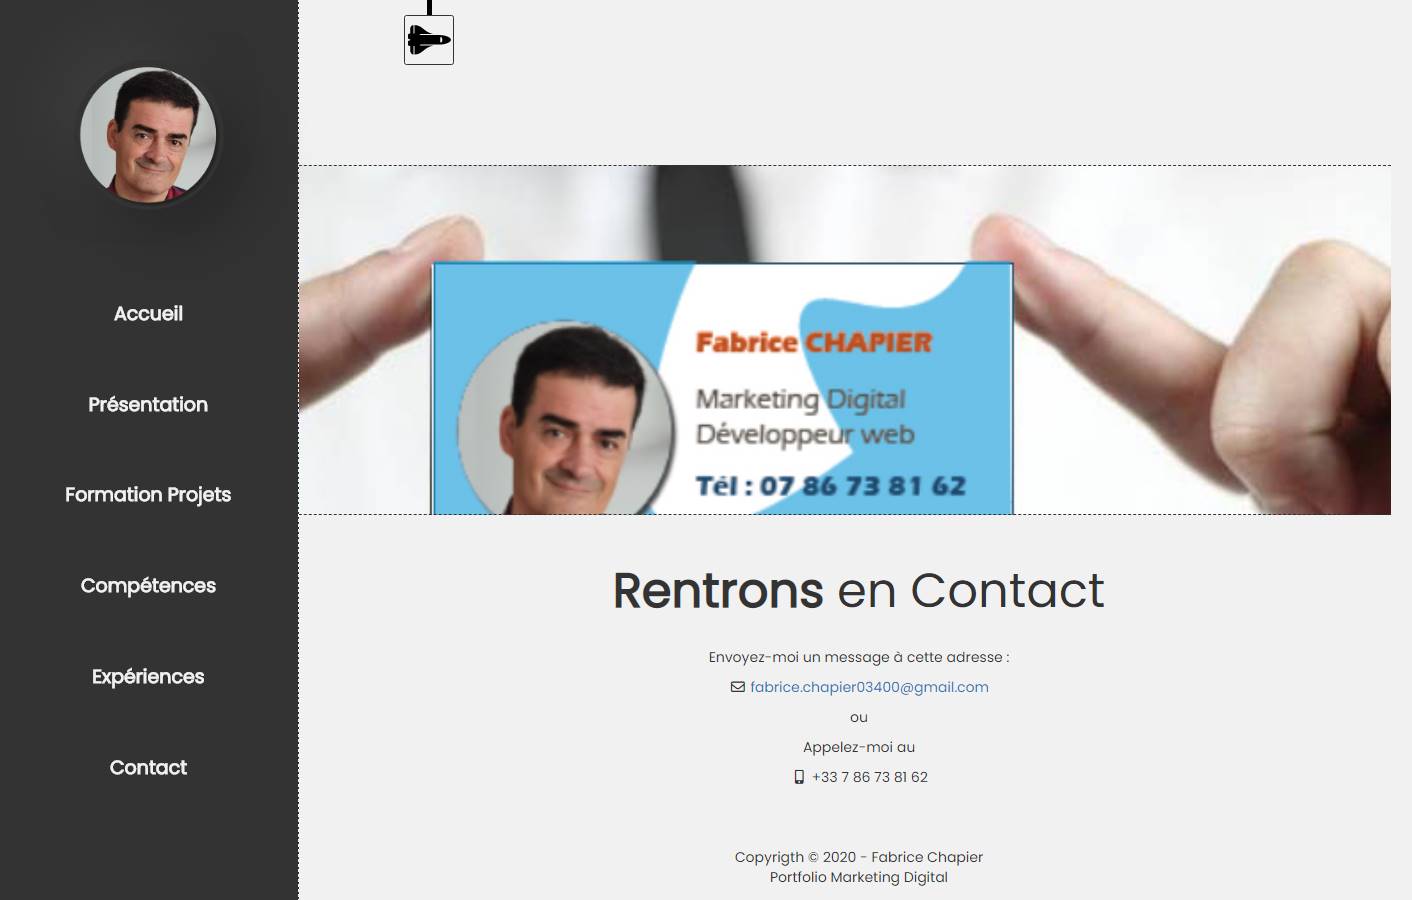 Accueil
Présentation
Formation Projets
Compétences
Expériences
Contact
Fabrice CHAPIER
Marketing Digital
Développeur web
Tél : 07 86 73 81 62
Rentrons en Contact
Envoyez-moi un message à cette adresse :
fabrice.chapier03400@gmail.com
ou
Appelez-moi au
+33 7 86 73 81 62
Copyrigth © 2020 - Fabrice Chapier
Portfolio Marketing Digital